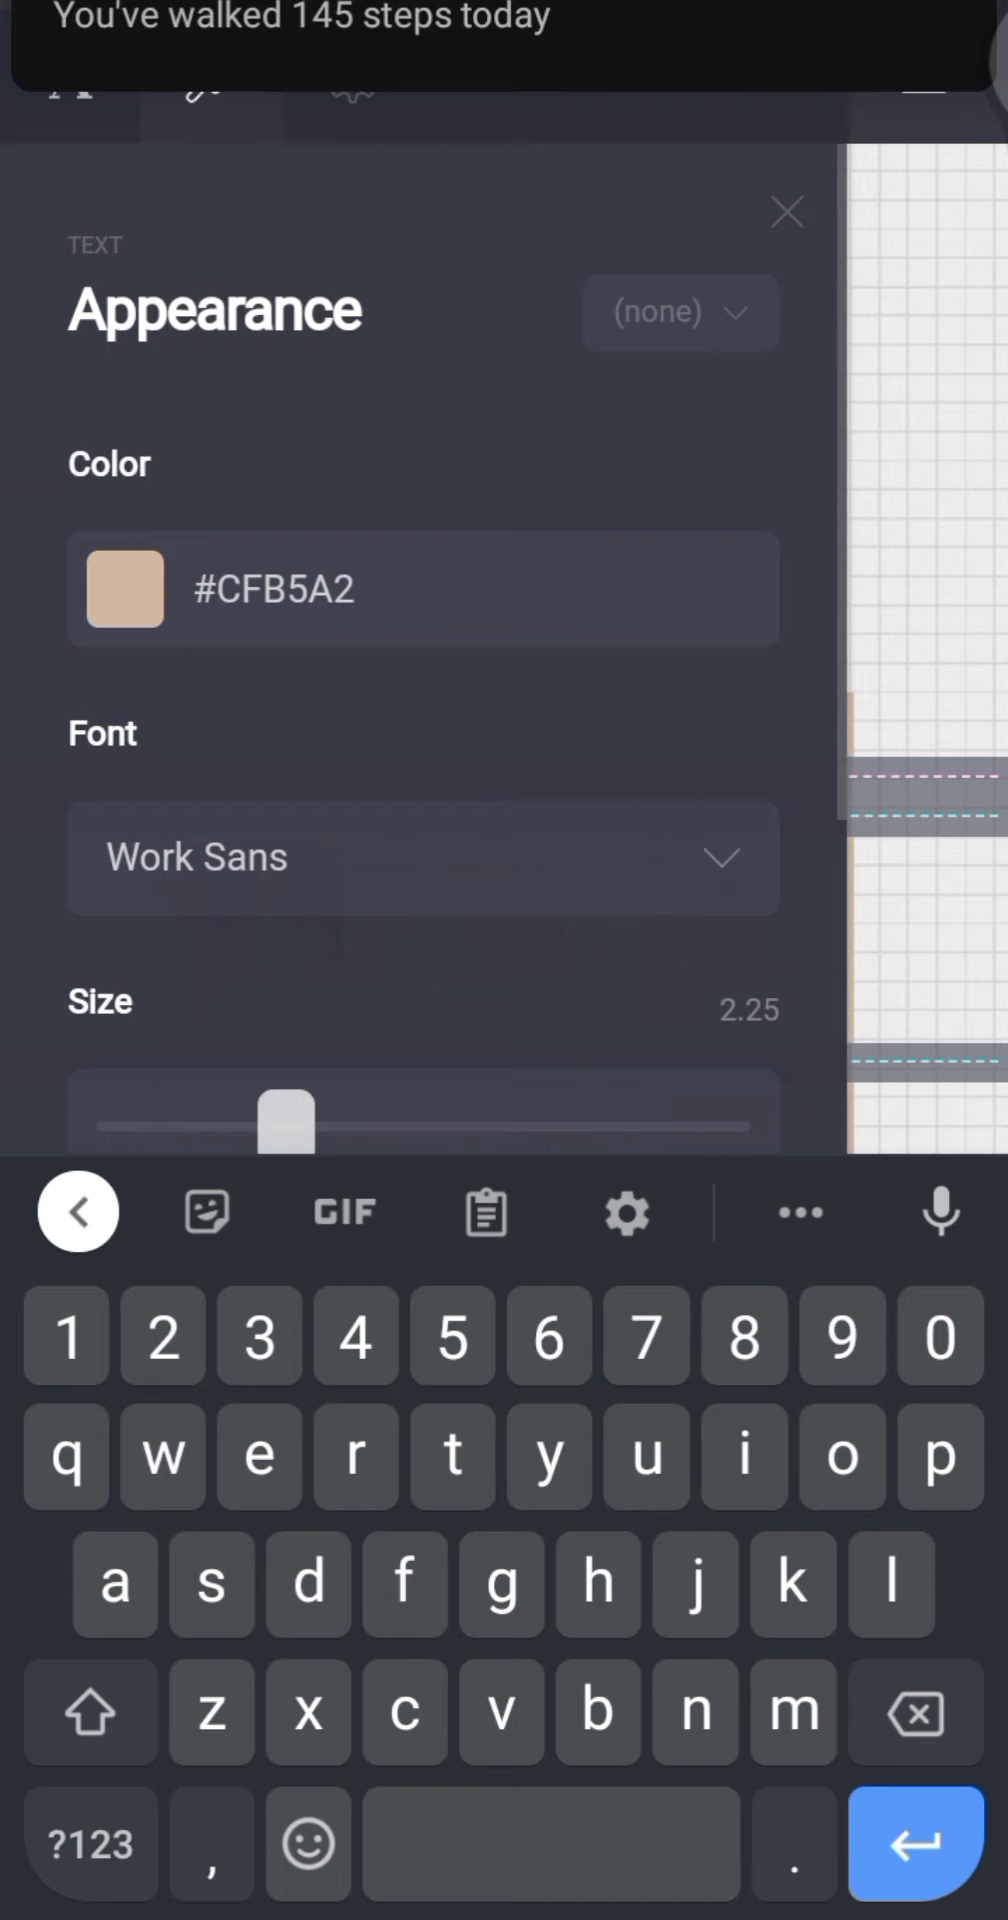 You've walked 145 steps today
TEXT
Appearance
(none)
Color
#CFB5A2
Font
Work Sans
Size
2.25
GIF
1 2 3 4 5 6 7 8 9 0
q w e r t y u i o p
a s d f g h j k l
z x c v b n m
?123 , .